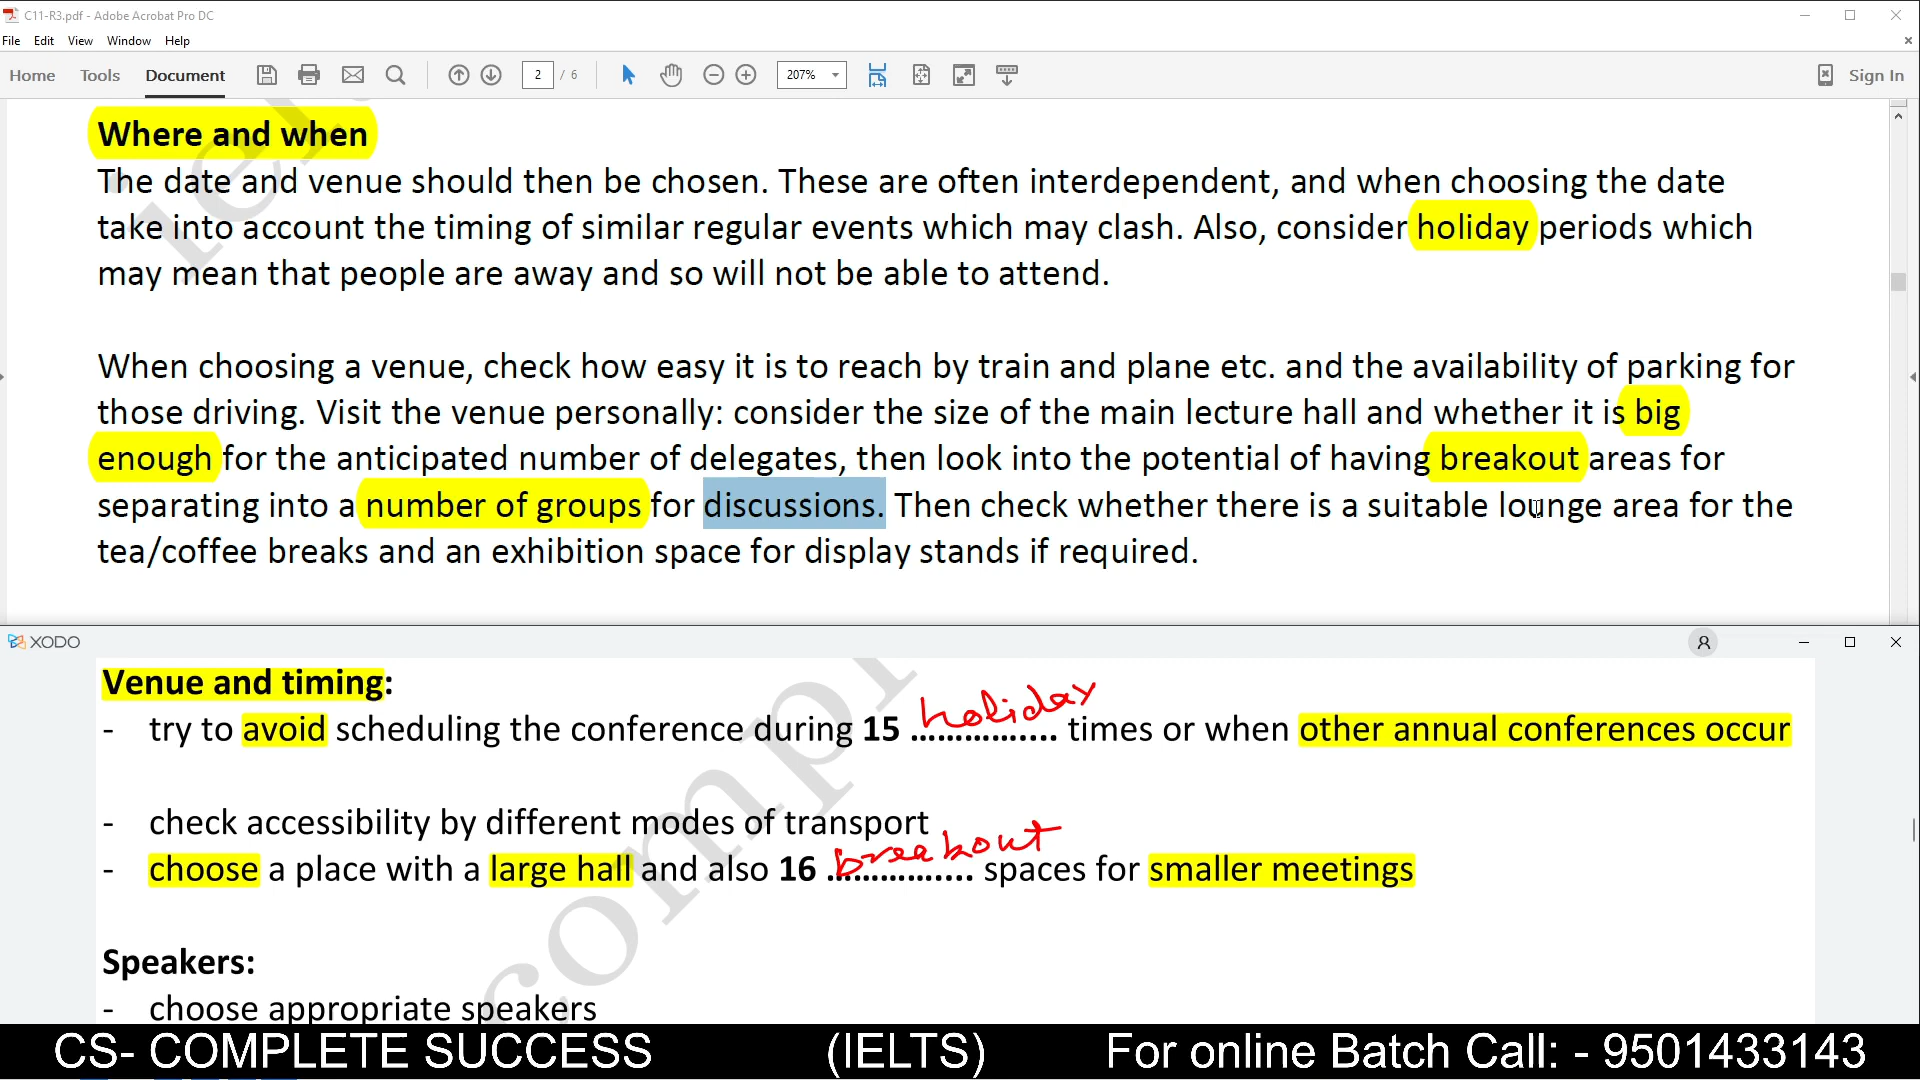 C11-R3.pdf - Adobe Acrobat Pro DC
File Edit View Window Help
Home Tools Document 2 / 6 207% Sign In
Where and when
The date and venue should then be chosen. These are often interdependent, and when choosing the date
take into account the timing of similar regular events which may clash. Also, consider holiday periods which
may mean that people are away and so will not be able to attend.
When choosing a venue, check how easy it is to reach by train and plane etc. and the availability of parking for
those driving. Visit the venue personally: consider the size of the main lecture hall and whether it is big
enough for the anticipated number of delegates, then look into the potential of having breakout areas for
separating into a number of groups for discussions. Then check whether there is a suitable lounge area for the
tea/coffee breaks and an exhibition space for display stands if required.
XODO
Venue and timing:
- try to avoid scheduling the conference during 15 holiday ................ times or when other annual conferences occur
- check accessibility by different modes of transport
- choose a place with a large hall and also 16 breakout ................ spaces for smaller meetings
Speakers:
- choose appropriate speakers
CS- COMPLETE SUCCESS (IELTS) For online Batch Call: - 9501433143